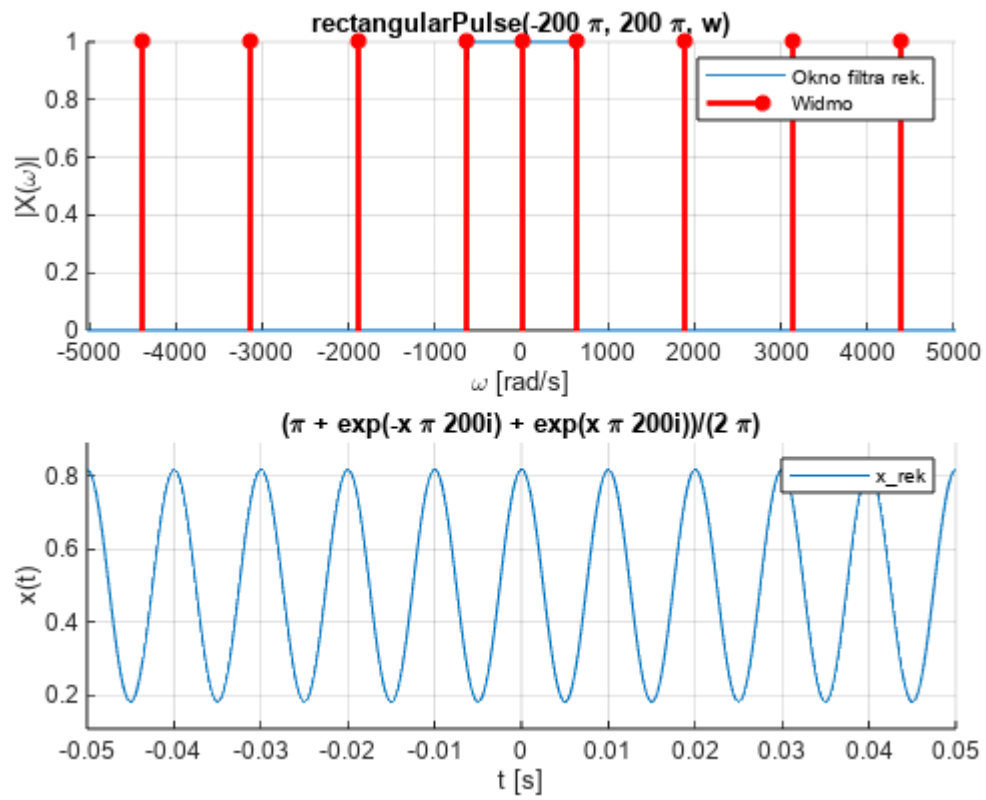 rectangularPulse(-200 π, 200 π, w)
1
0.8
0.6
0.4
0.2
0
|X(ω)|
Okno filtra rek.
Widmo
-5000 -4000 -3000 -2000 -1000 0 1000 2000 3000 4000 5000
ω [rad/s]
(π + exp(-x π 200i) + exp(x π 200i))/(2 π)
0.8
0.6
0.4
0.2
x(t)
x_rek
-0.05 -0.04 -0.03 -0.02 -0.01 0 0.01 0.02 0.03 0.04 0.05
t [s]